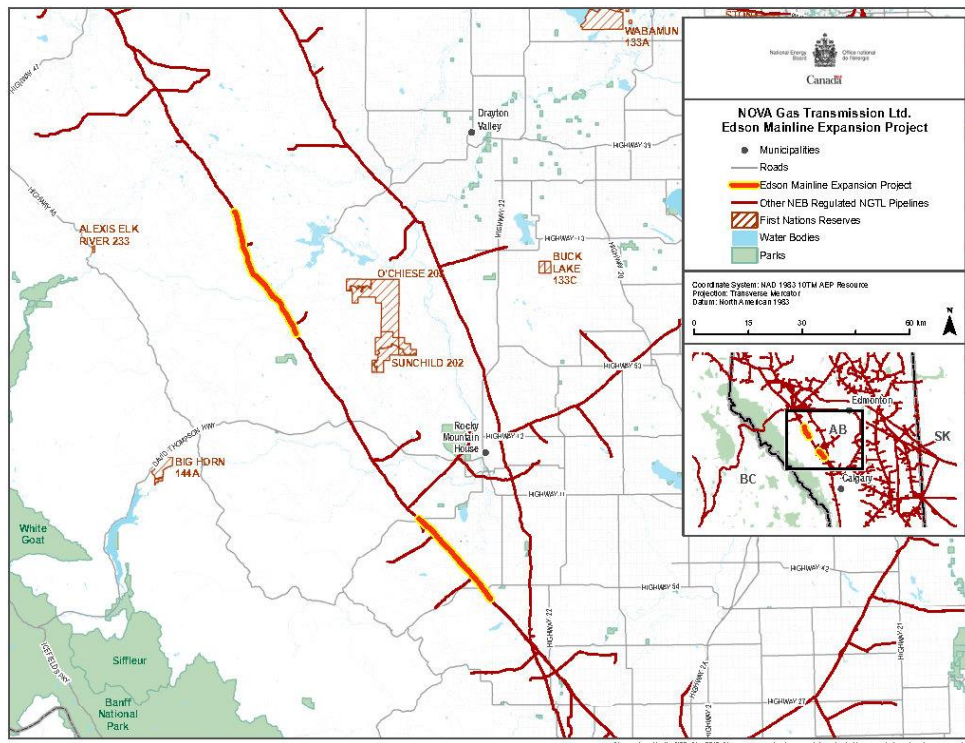 WABAMUN
133A
HIGHWAY 47
Drayton
Valley
HIGHWAY 39
HIGHWAY 22
HIGHWAY 13
HIGHWAY 20
ALEXIS ELK
RIVER 233
BUCK
LAKE
133C
O'CHIESE 203
SUNCHILD 202
HIGHWAY 53
Rocky
Mountain
House
HIGHWAY 12
DAVID THOMPSON HWY
BIG HORN
144A
HIGHWAY 11
White
Goat
HIGHWAY 54
HIGHWAY 42
HIGHWAY 22
HIGHWAY 21
HIGHWAY 2A
HIGHWAY 2
HIGHWAY 27
ICEFIELDS PKY
Siffleur
Banff
National
Park
National Energy
Board
Office national
de l'énergie
Canada
NOVA Gas Transmission Ltd.
Edson Mainline Expansion Project
Municipalities
Roads
Edson Mainline Expansion Project
Other NEB Regulated NGTL Pipelines
First Nations Reserves
Water Bodies
Parks
Coordinate System: NAD 1983 10TM AEP Resource
Projection: Transverse Mercator
Datum: North American 1983
N
0 15 30 60 km
Edmonton
AB
SK
BC
Calgary